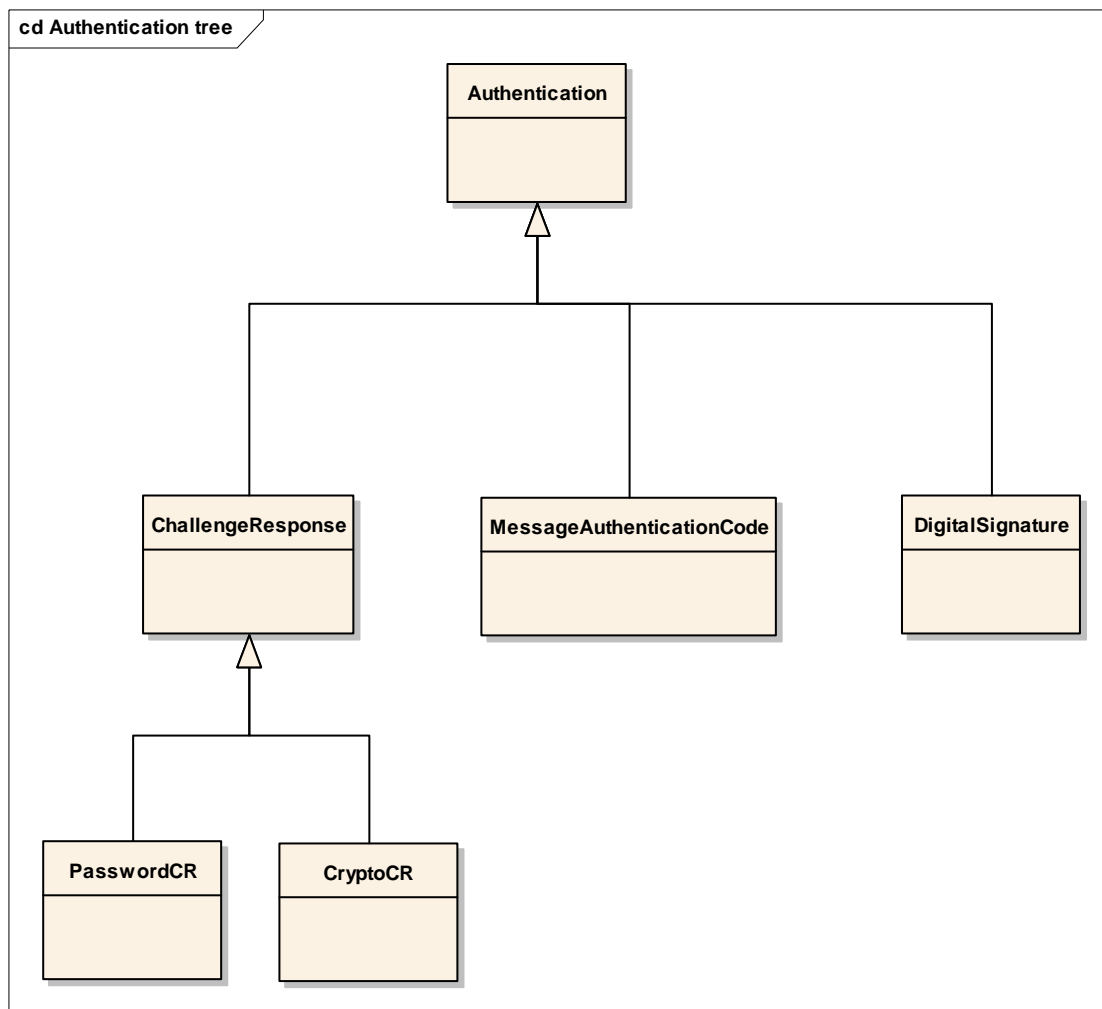 cd Authentication tree
Authentication
ChallengeResponse
MessageAuthenticationCode
DigitalSignature
PasswordCR
CryptoCR